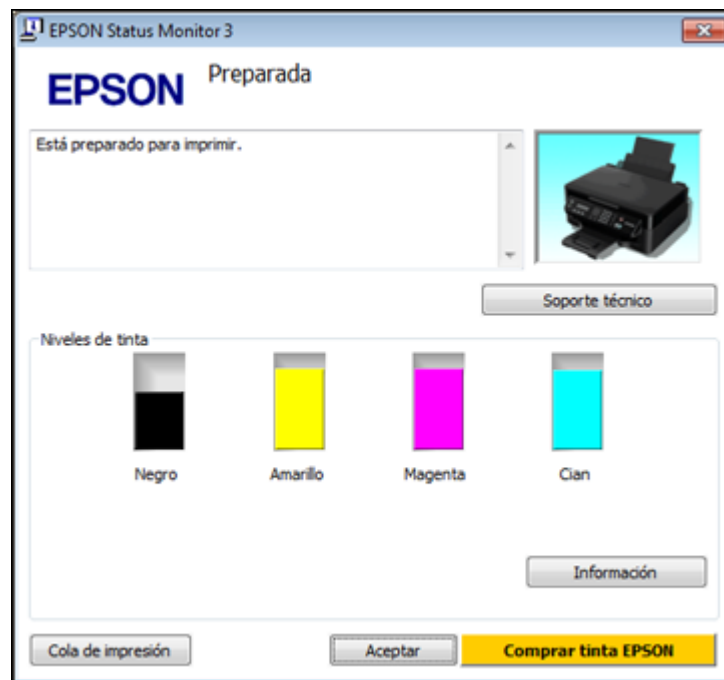 EPSON Status Monitor 3
EPSON
Preparada
Está preparado para imprimir.
Soporte técnico
Niveles de tinta
Negro
Amarillo
Magenta
Cian
Información
Cola de impresión
Aceptar
Comprar tinta EPSON